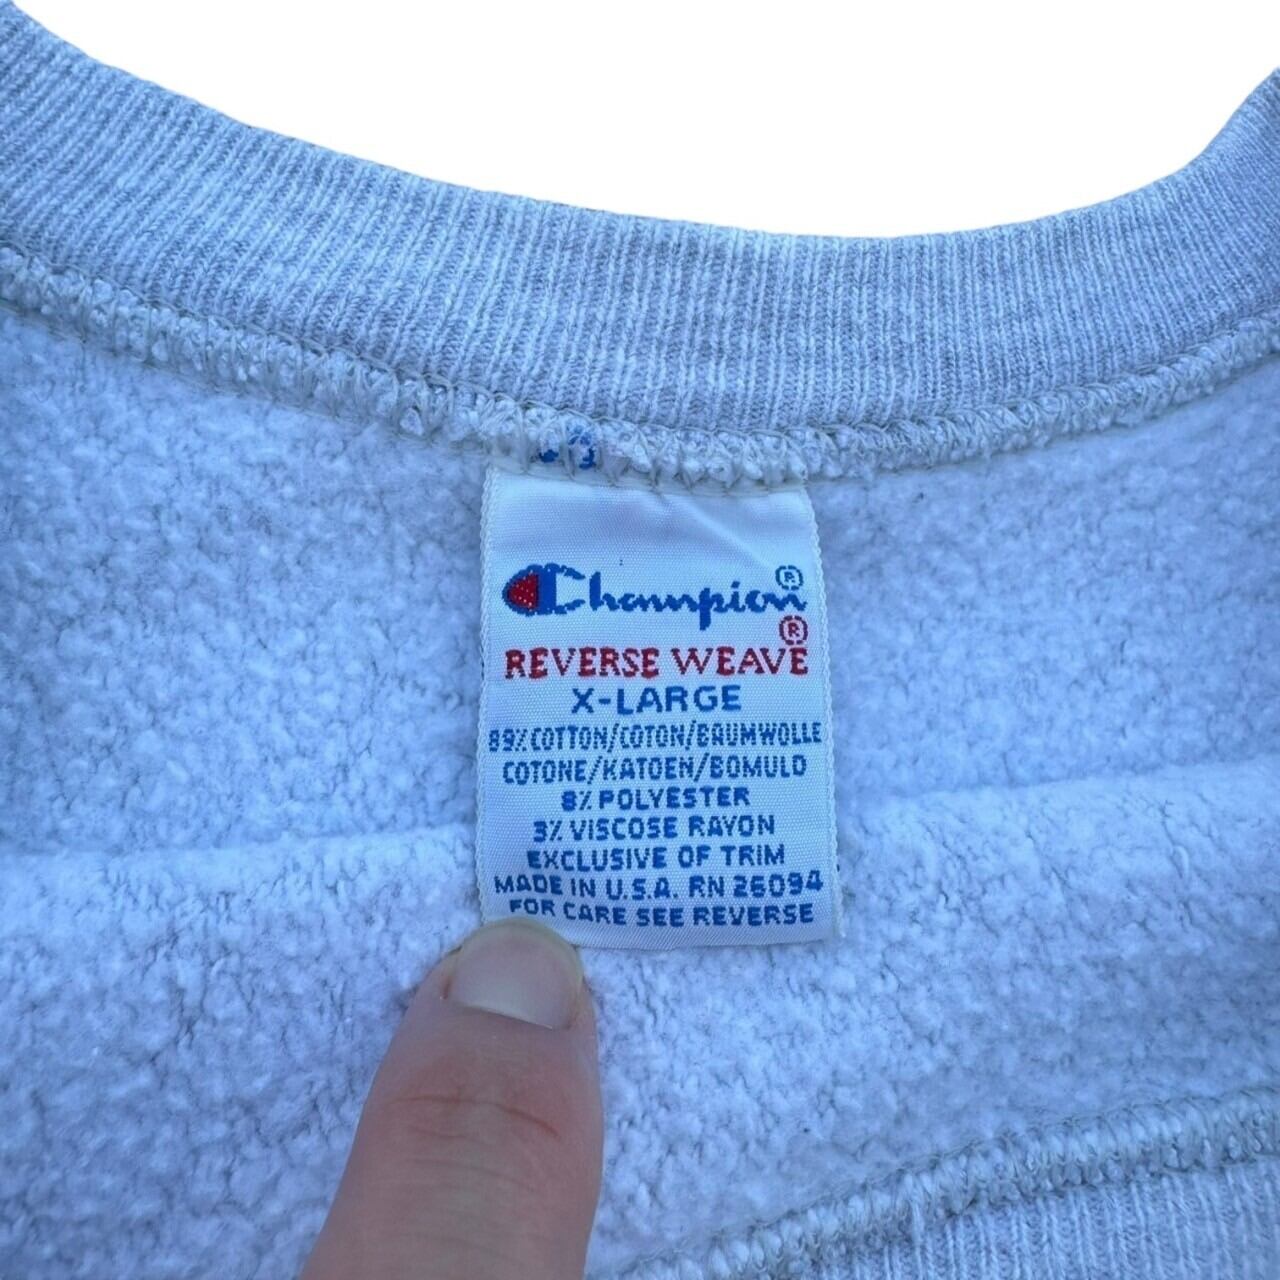 Champion®
REVERSE WEAVE®
X-LARGE
89% COTTON/COTON/BAUMWOLLE
COTONE/KATOEN/BOMULD
8% POLYESTER
3% VISCOSE RAYON
EXCLUSIVE OF TRIM
MADE IN U.S.A. RN 26094
FOR CARE SEE REVERSE